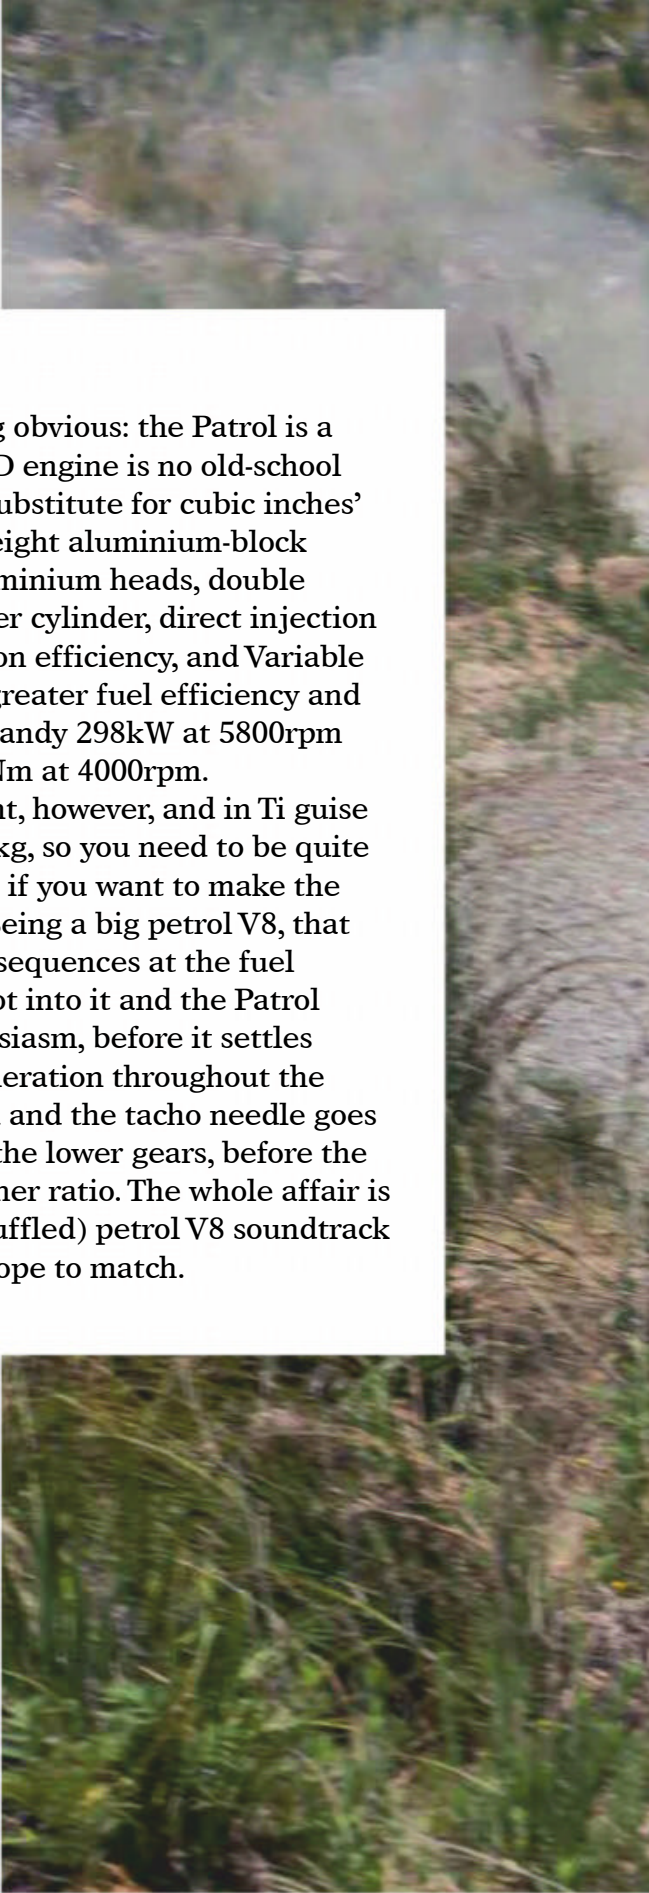 g obvious: the Patrol is a
D engine is no old-school
ubstitute for cubic inches’
eight aluminium-block
minium heads, double
er cylinder, direct injection
on efficiency, and Variable
greater fuel efficiency and
andy 298kW at 5800rpm
Nm at 4000rpm.
nt, however, and in Ti guise
kg, so you need to be quite
if you want to make the
Being a big petrol V8, that
sequences at the fuel
ot into it and the Patrol
siasm, before it settles
leration throughout the
and the tacho needle goes
the lower gears, before the
her ratio. The whole affair is
uffled) petrol V8 soundtrack
ope to match.